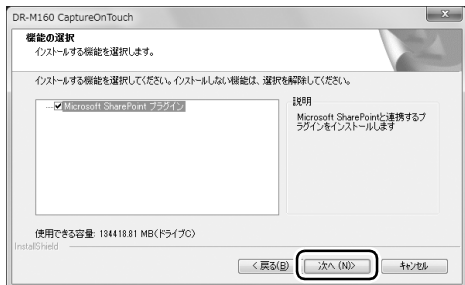 DR-M160 CaptureOnTouch
機能の選択
インストールする機能を選択します。
インストールする機能を選択してください。インストールしない機能は、選択を解除してください。
Microsoft SharePoint プラグイン
説明
Microsoft SharePointと連携するプ
ラグインをインストールします
使用できる容量: 134418.81 MB(ドライブC)
InstallShield
< 戻る(B)
次へ (N)>
キャンセル